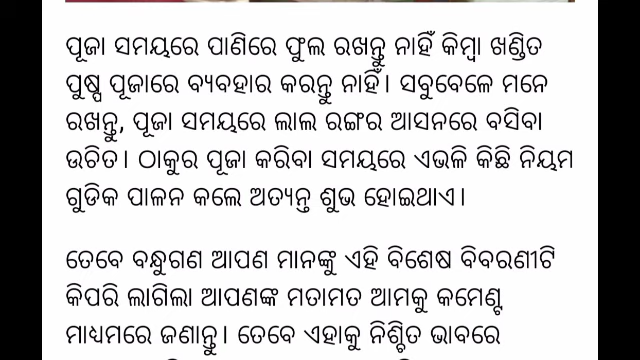 ପୂଜା ସମୟରେ ପାଣିରେ ଫୁଲ ରଖନ୍ତୁ ନାହିଁ କିମ୍ବା ଖଣ୍ଡିତ
ପୁଷ୍ପ ପୂଜାରେ ବ୍ୟବହାର କରନ୍ତୁ ନାହିଁ। ସବୁବେଳେ ମନେ
ରଖନ୍ତୁ, ପୂଜା ସମୟରେ ଲାଲ ରଙ୍ଗର ଆସନରେ ବସିବା
ଉଚିତ। ଠାକୁର ପୂଜା କରିବା ସମୟରେ ଏଭଳି କିଛି ନିୟମ
ଗୁଡିକ ପାଳନ କଲେ ଅତ୍ୟନ୍ତ ଶୁଭ ହୋଇଥାଏ।
ତେବେ ବନ୍ଧୁଗଣ ଆପଣ ମାନଙ୍କୁ ଏହି ବିଶେଷ ବିବରଣୀଟି
କିପରି ଲାଗିଲା ଆପଣଙ୍କ ମତାମତ ଆମକୁ କମେଣ୍ଟ
ମାଧ୍ୟମରେ ଜଣାନ୍ତୁ। ତେବେ ଏହାକୁ ନିଶ୍ଚିତ ଭାବରେ